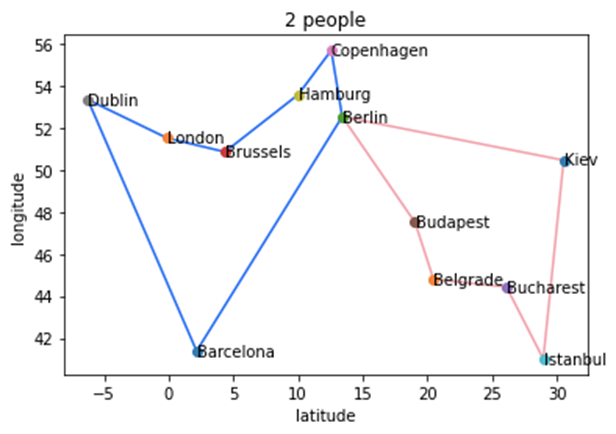 2 people
56
54
52
50
48
46
44
42
longitude
Copenhagen
Dublin
Hamburg
Berlin
London
Brussels
Kiev
Budapest
Belgrade
Bucharest
Barcelona
Istanbul
−5 0 5 10 15 20 25 30
latitude